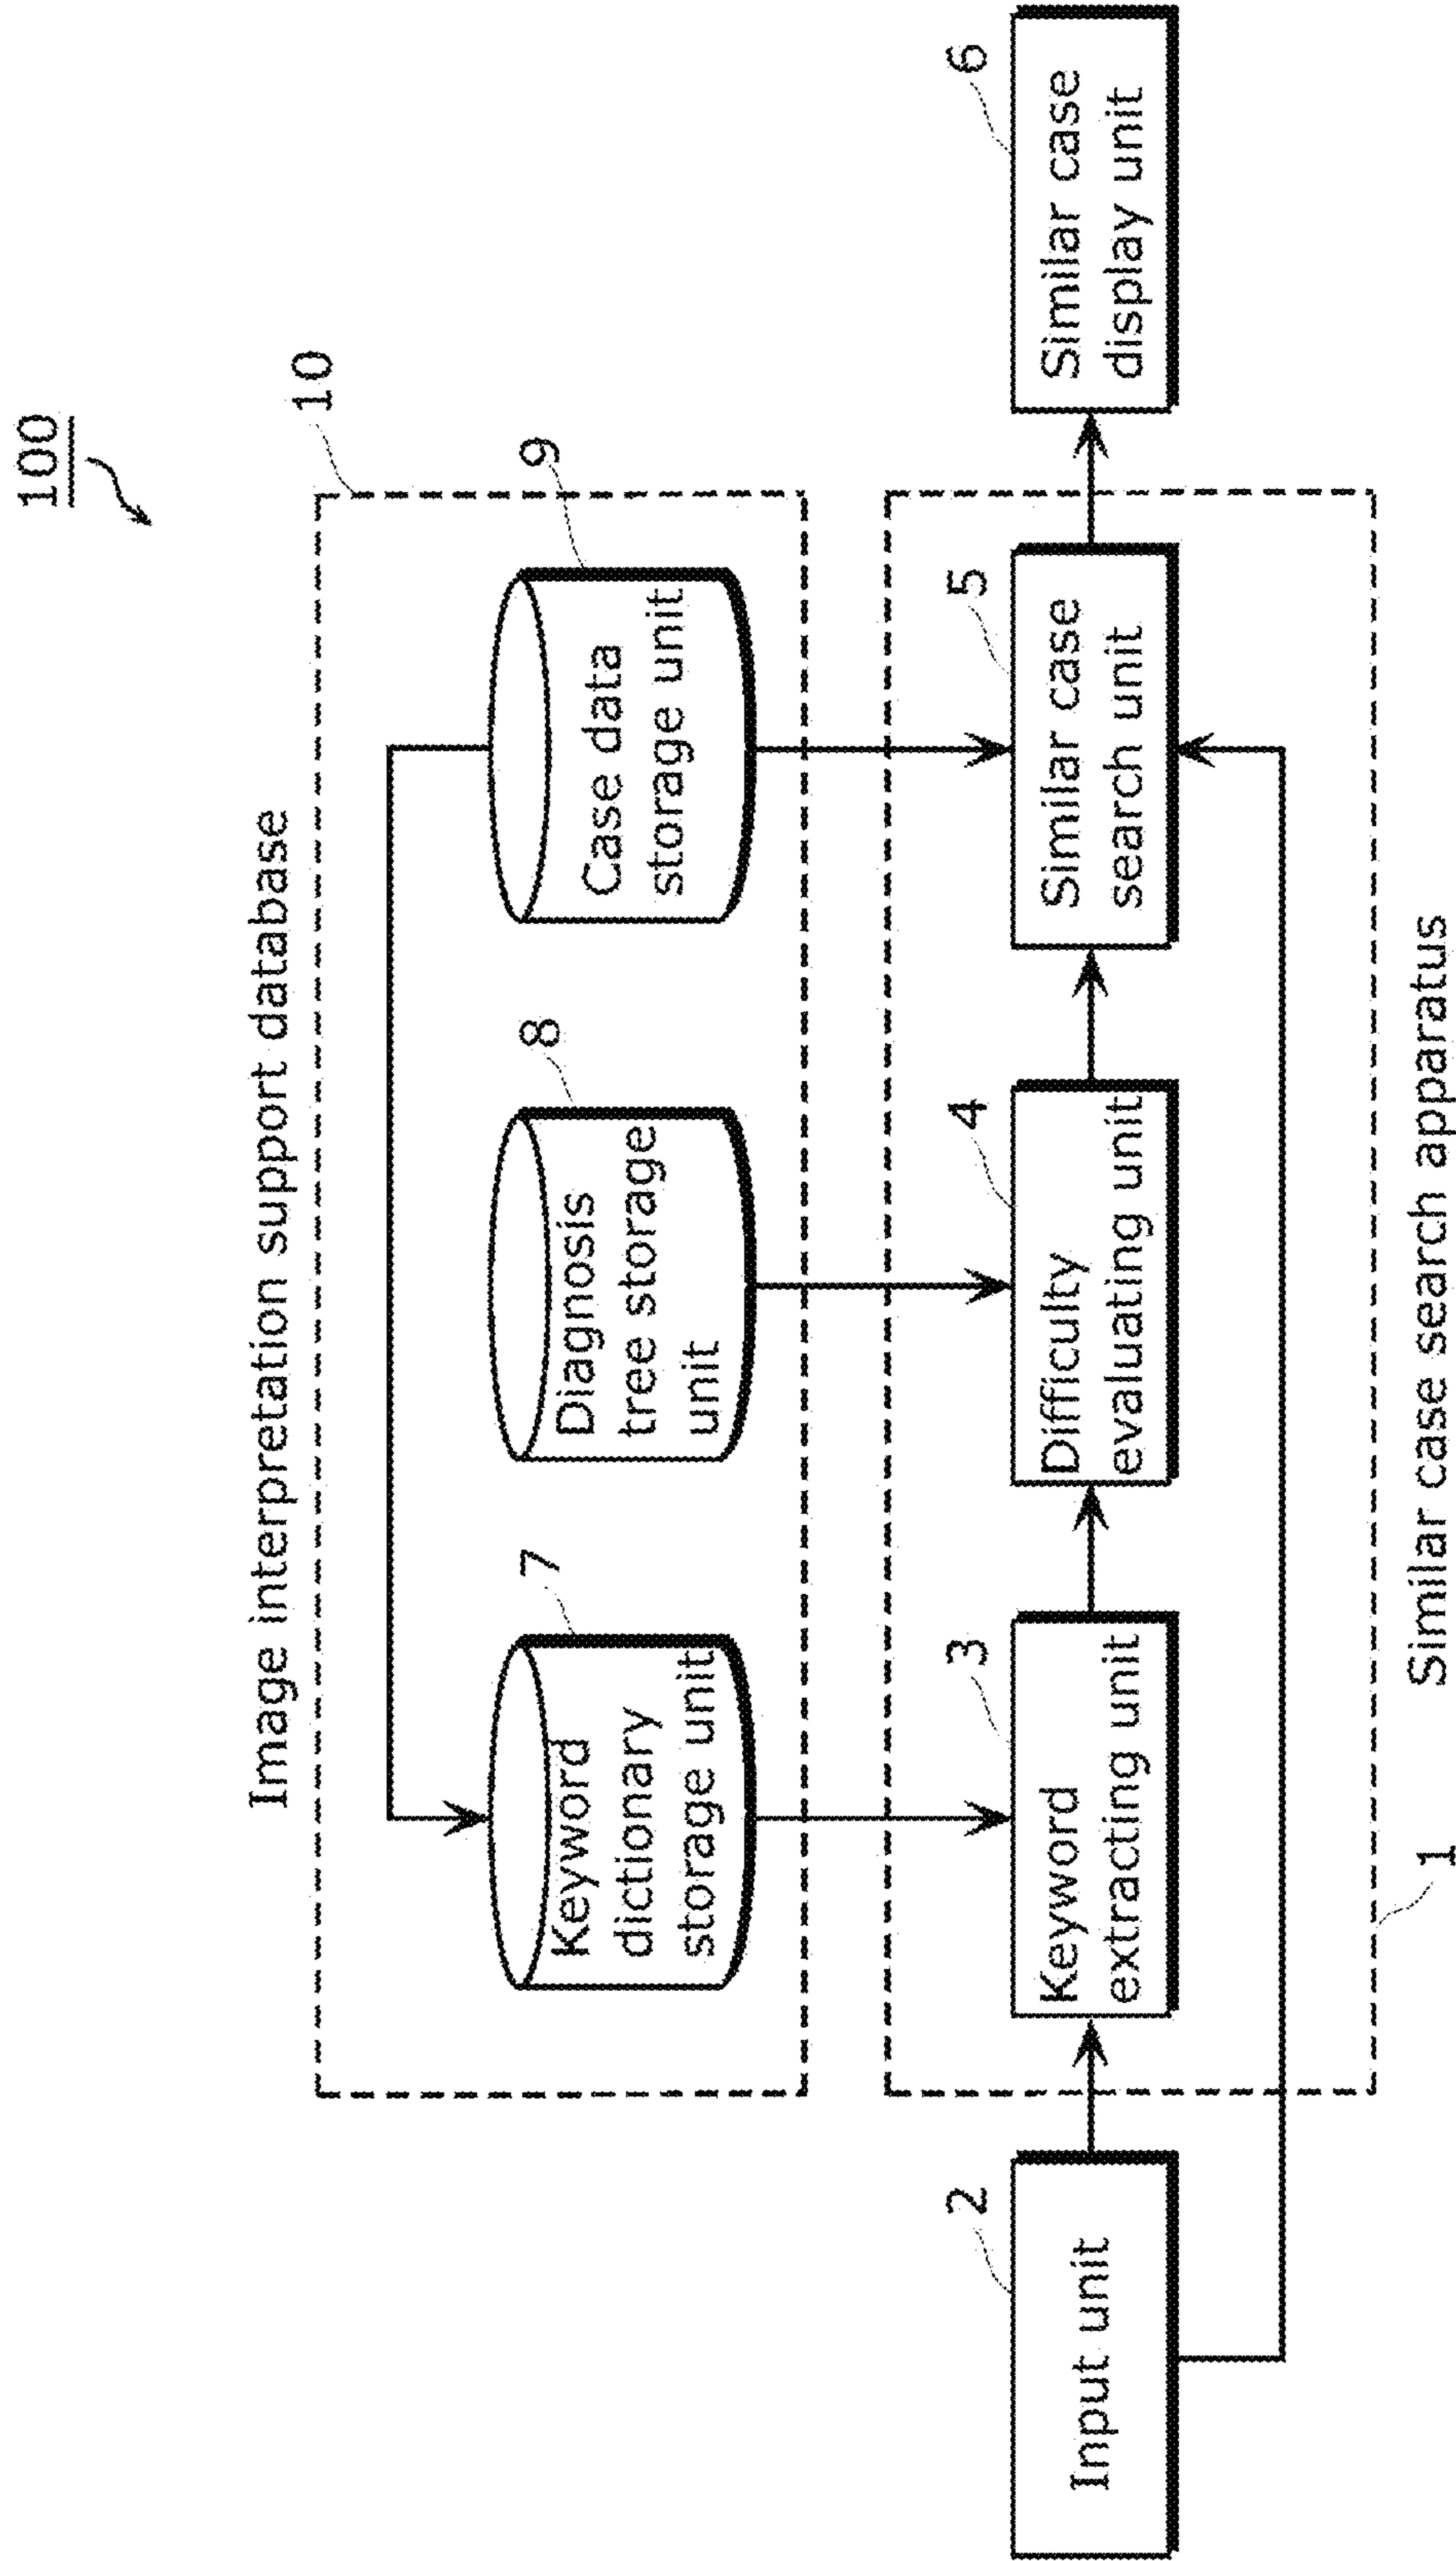 100
Image interpretation support database
10
7
8
9
Keyword
dictionary
storage unit
Diagnosis
tree storage
unit
Case data
storage unit
2
3
4
5
6
Input unit
Keyword
extracting unit
Difficulty
evaluating unit
Similar case
search unit
Similar case
display unit
1
Similar case search apparatus